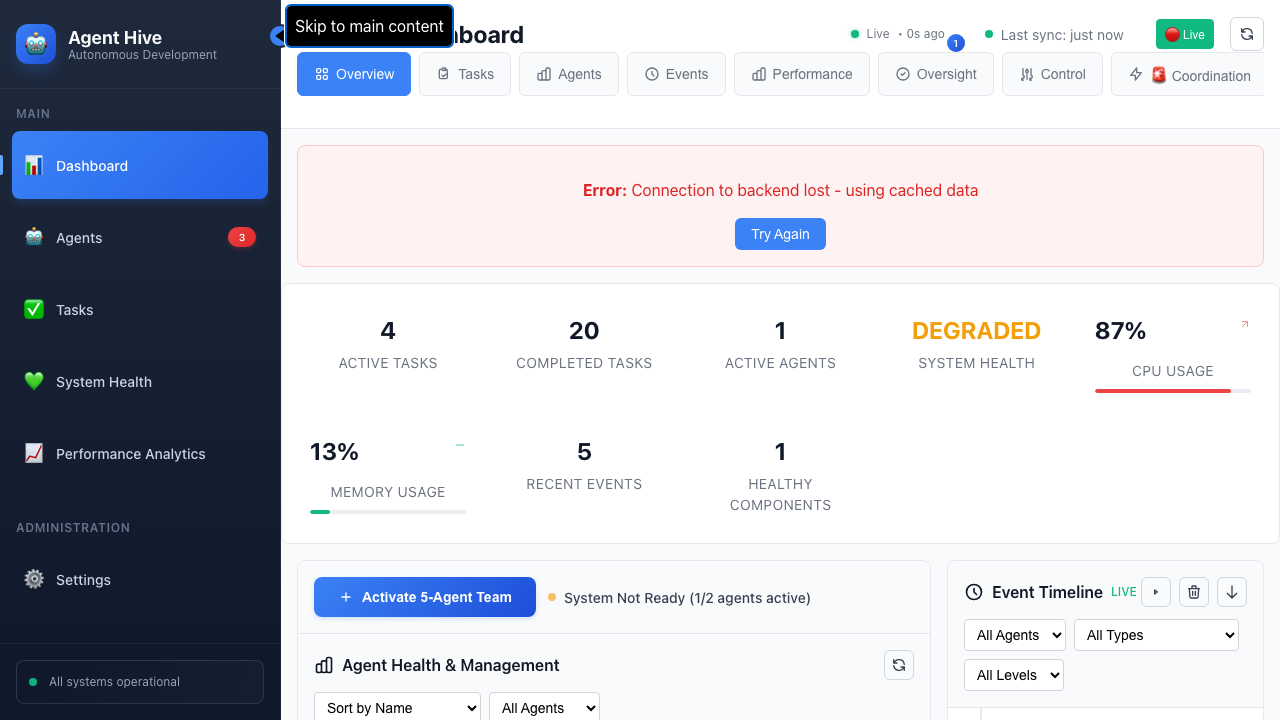 Agent Hive
Autonomous Development
MAIN
Dashboard
Agents
3
Tasks
System Health
Performance Analytics
ADMINISTRATION
Settings
All systems operational
Skip to main content
board
Live • 0s ago
1
Last sync: just now
Live
Overview
Tasks
Agents
Events
Performance
Oversight
Control
Coordination
Error: Connection to backend lost - using cached data
Try Again
4
ACTIVE TASKS
20
COMPLETED TASKS
1
ACTIVE AGENTS
DEGRADED
SYSTEM HEALTH
87%
CPU USAGE
13%
MEMORY USAGE
5
RECENT EVENTS
1
HEALTHY
COMPONENTS
Activate 5-Agent Team
System Not Ready (1/2 agents active)
Agent Health & Management
Sort by Name
All Agents
Event Timeline LIVE
All Agents
All Types
All Levels